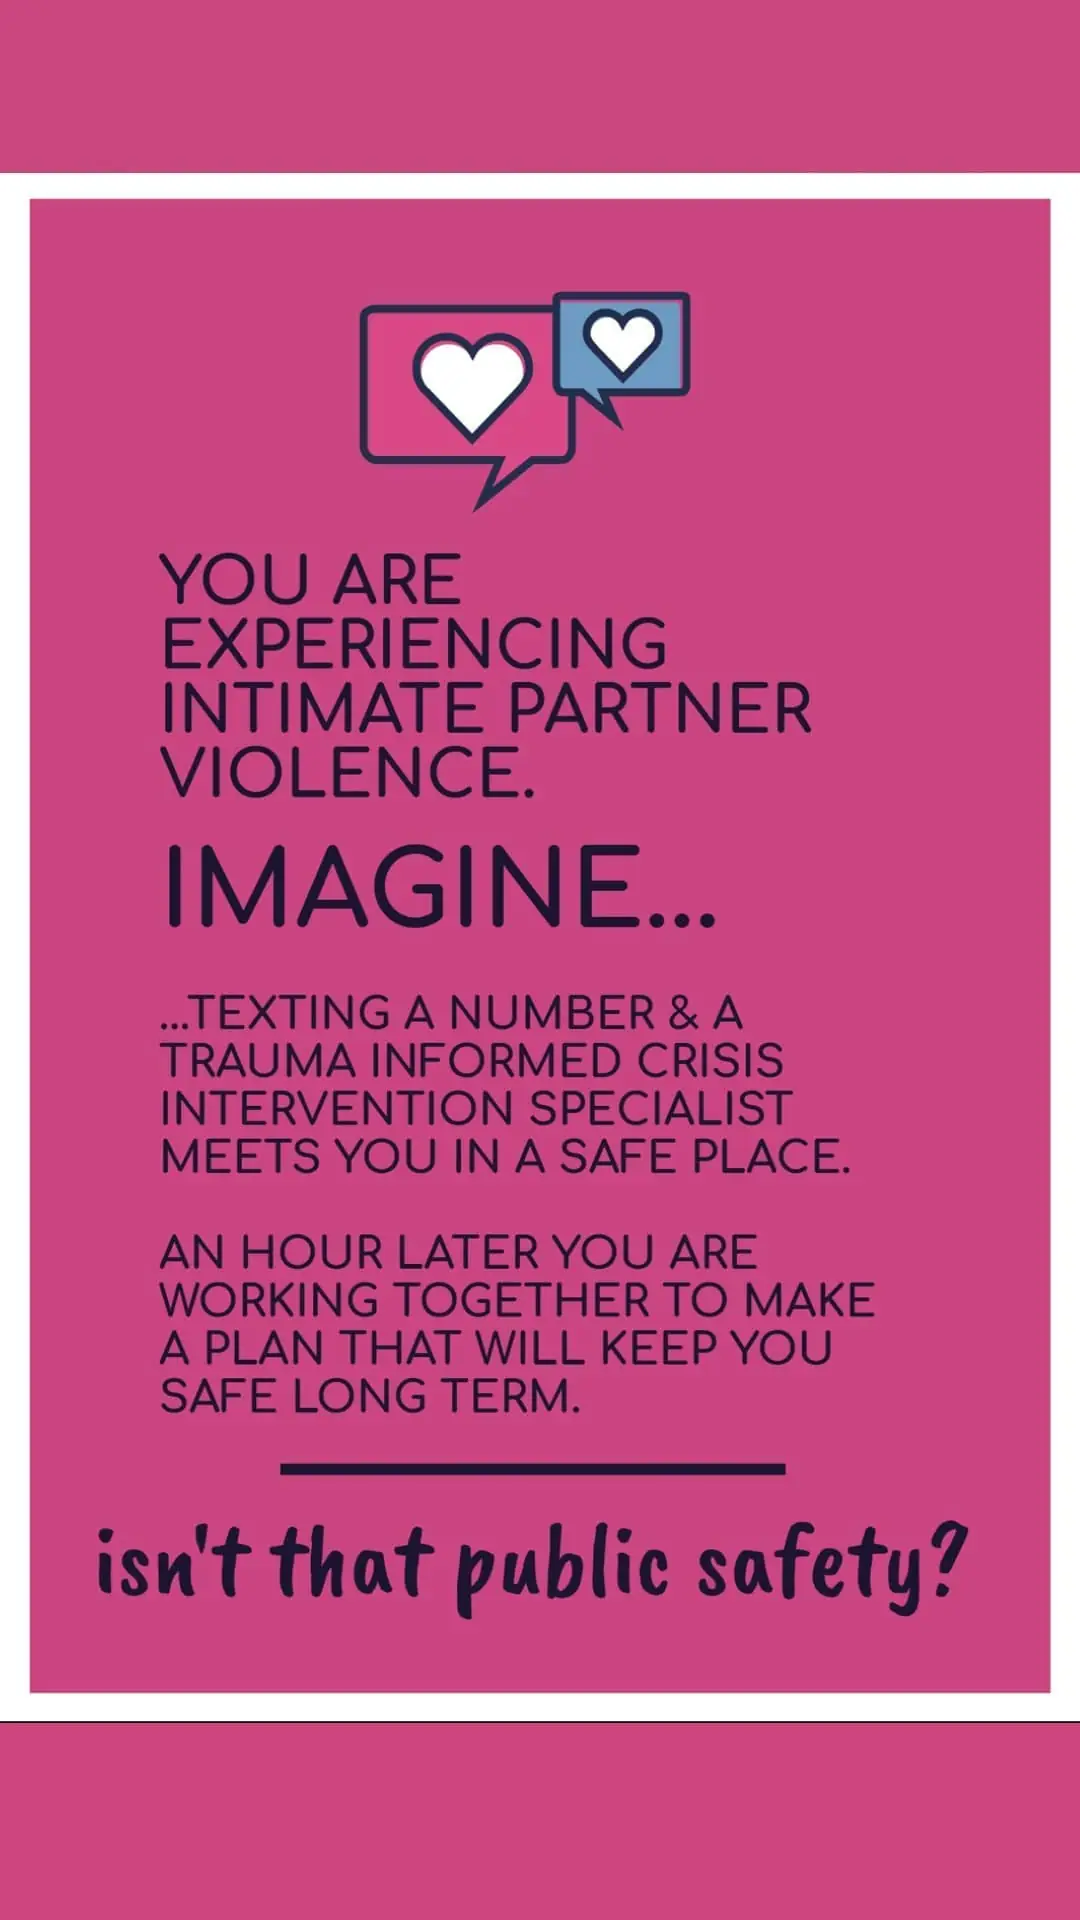 YOU ARE
EXPERIENCING
INTIMATE PARTNER
VIOLENCE.
IMAGINE...
...TEXTING A NUMBER & A
TRAUMA INFORMED CRISIS
INTERVENTION SPECIALIST
MEETS YOU IN A SAFE PLACE.
AN HOUR LATER YOU ARE
WORKING TOGETHER TO MAKE
A PLAN THAT WILL KEEP YOU
SAFE LONG TERM.
isn't that public safety?